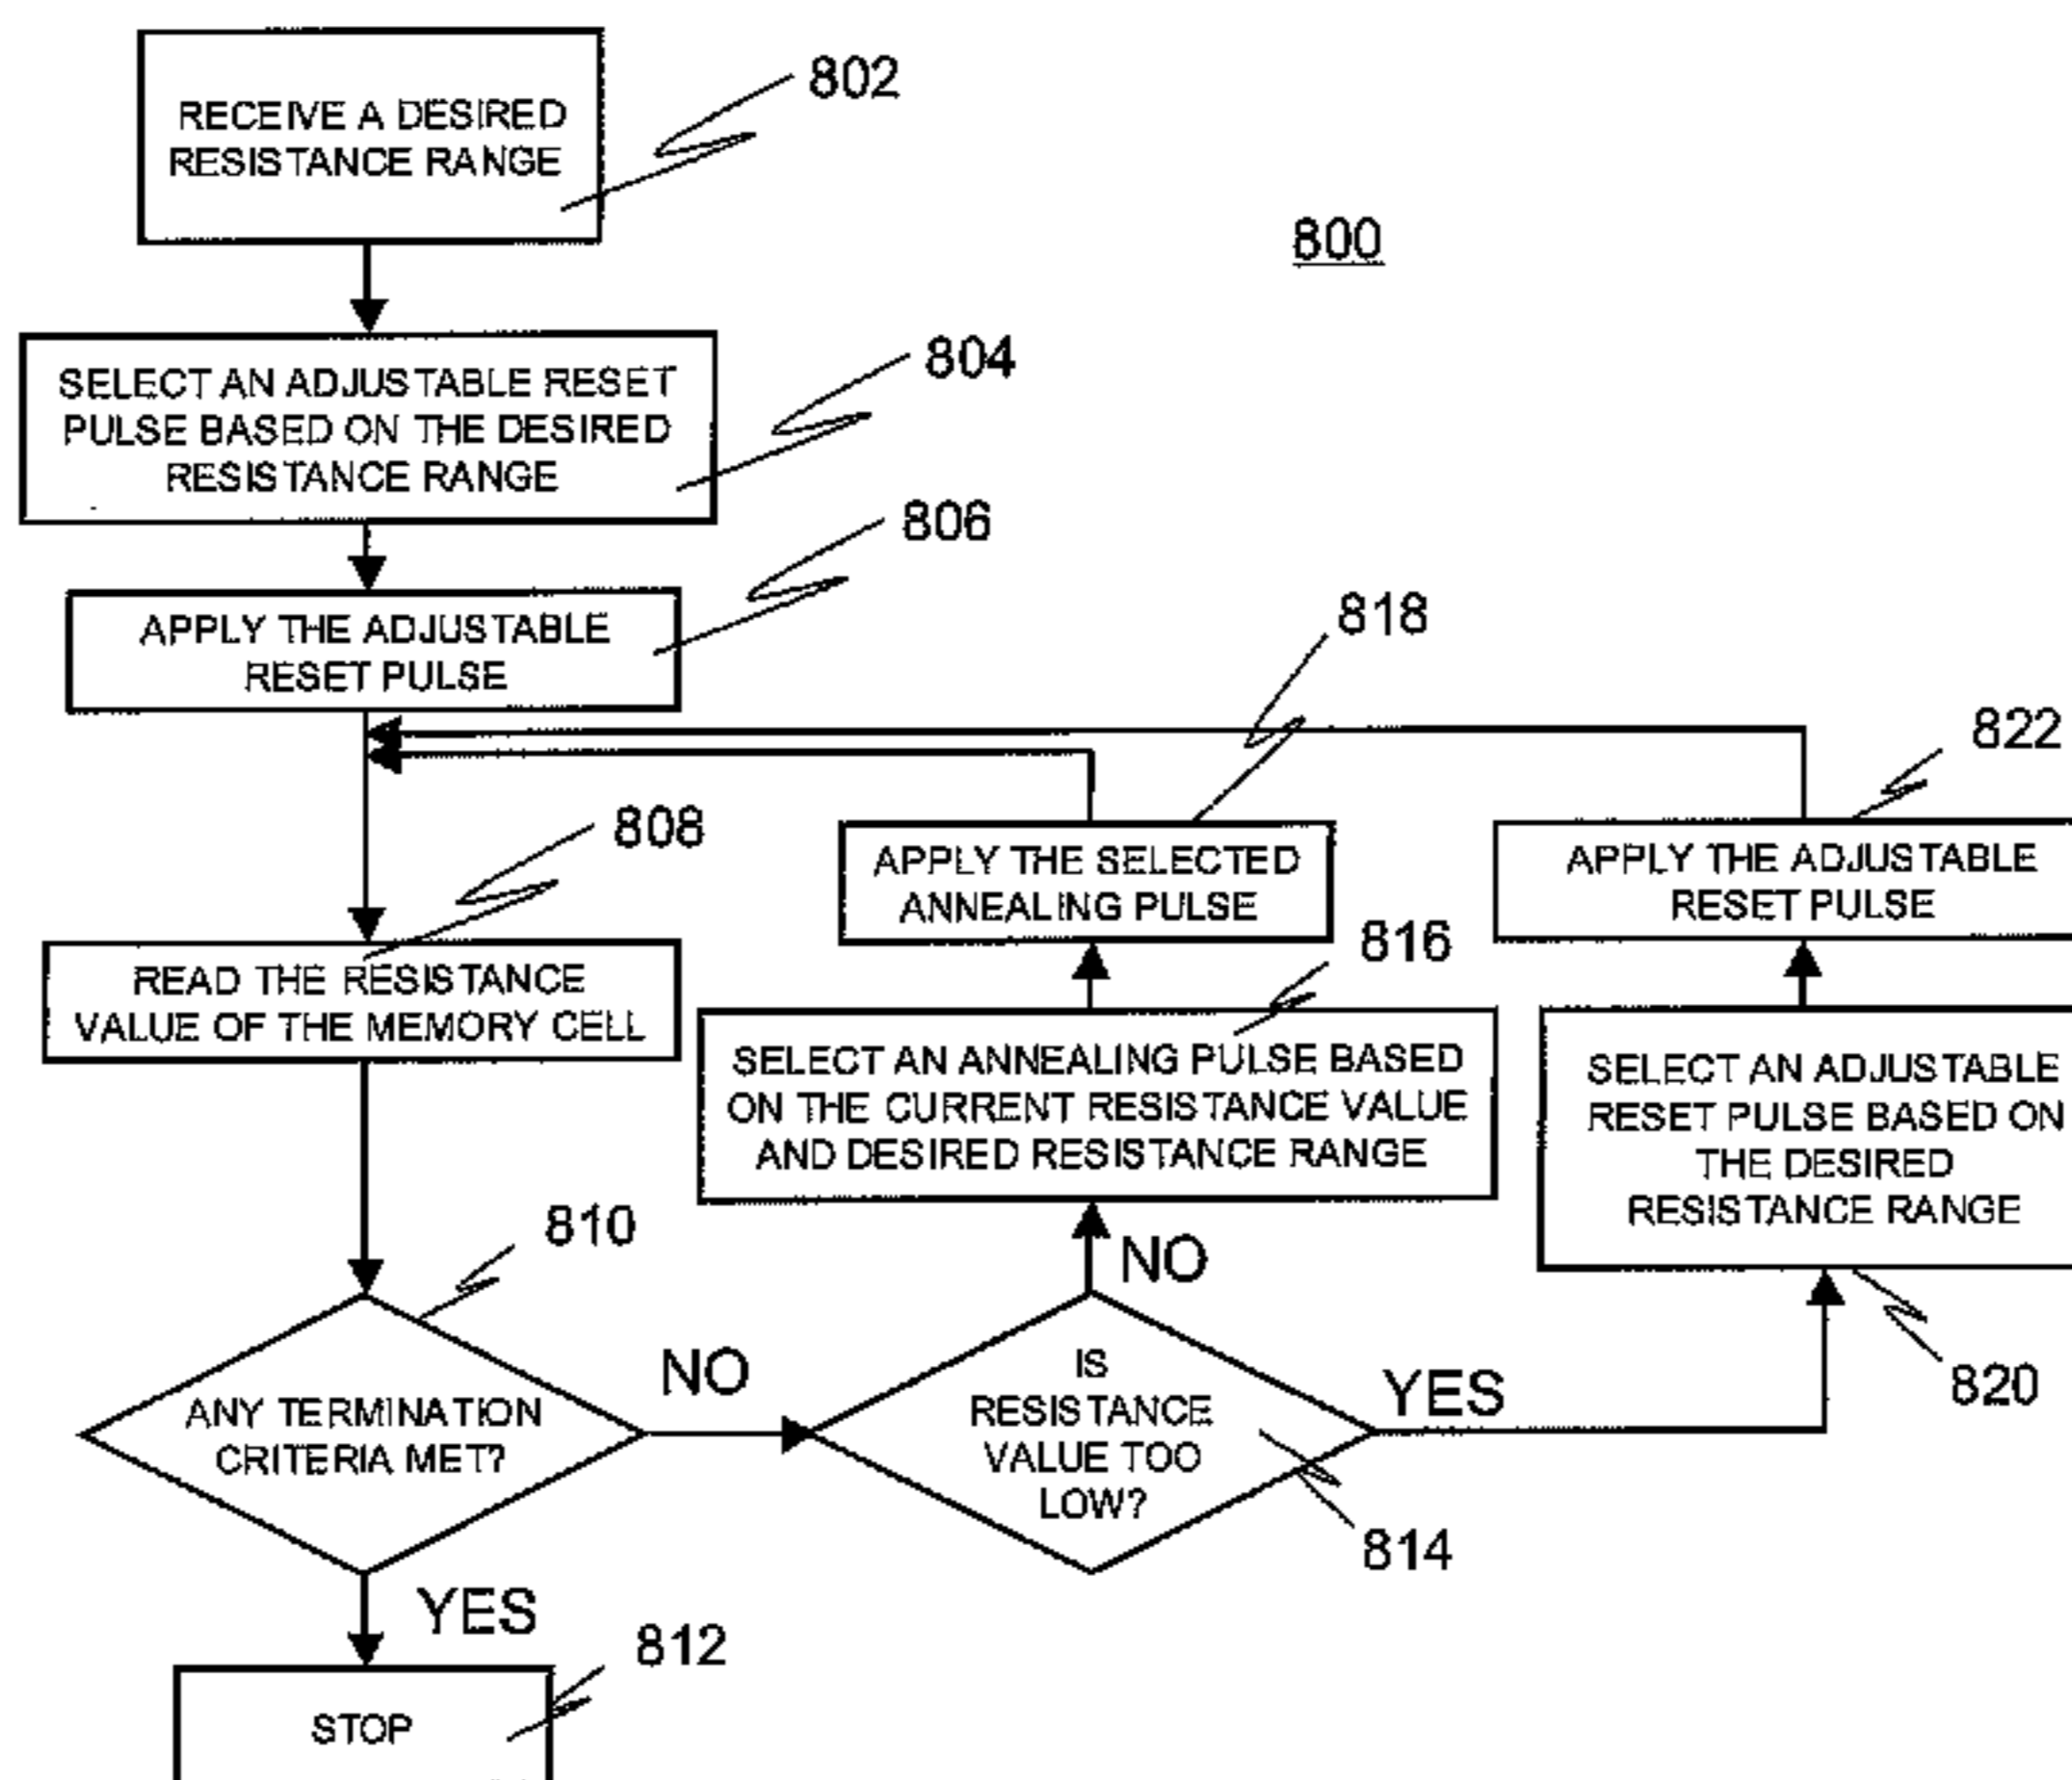 RECEIVE A DESIRED
RESISTANCE RANGE
802
800
SELECT AN ADJUSTABLE RESET
PULSE BASED ON THE DESIRED
RESISTANCE RANGE
804
APPLY THE ADJUSTABLE
RESET PULSE
806
READ THE RESISTANCE
VALUE OF THE MEMORY CELL
808
ANY TERMINATION
CRITERIA MET?
810
YES
STOP
812
NO
IS
RESISTANCE
VALUE TOO
LOW?
814
NO
SELECT AN ANNEALING PULSE BASED
ON THE CURRENT RESISTANCE VALUE
AND DESIRED RESISTANCE RANGE
816
APPLY THE SELECTED
ANNEALING PULSE
818
YES
SELECT AN ADJUSTABLE
RESET PULSE BASED ON
THE DESIRED
RESISTANCE RANGE
820
APPLY THE ADJUSTABLE
RESET PULSE
822